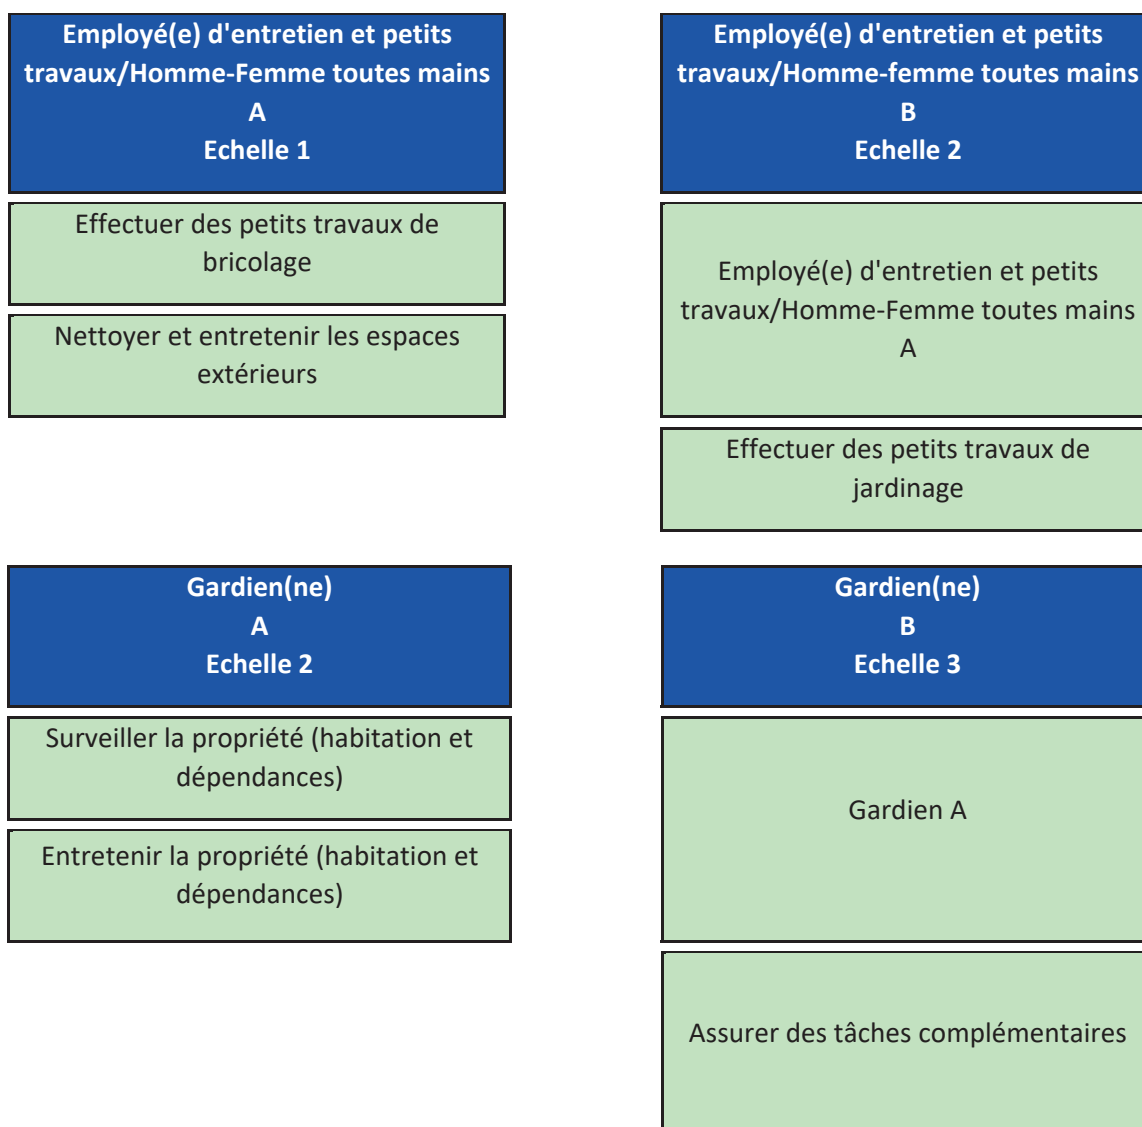 Employé(e) d'entretien et petits
travaux/Homme-Femme toutes mains
A
Echelle 1
Effectuer des petits travaux de
bricolage
Nettoyer et entretenir les espaces
extérieurs
Employé(e) d'entretien et petits
travaux/Homme-femme toutes mains
B
Echelle 2
Employé(e) d'entretien et petits
travaux/Homme-Femme toutes mains
A
Effectuer des petits travaux de
jardinage
Gardien(ne)
A
Echelle 2
Surveiller la propriété (habitation et
dépendances)
Entretenir la propriété (habitation et
dépendances)
Gardien(ne)
B
Echelle 3
Gardien A
Assurer des tâches complémentaires